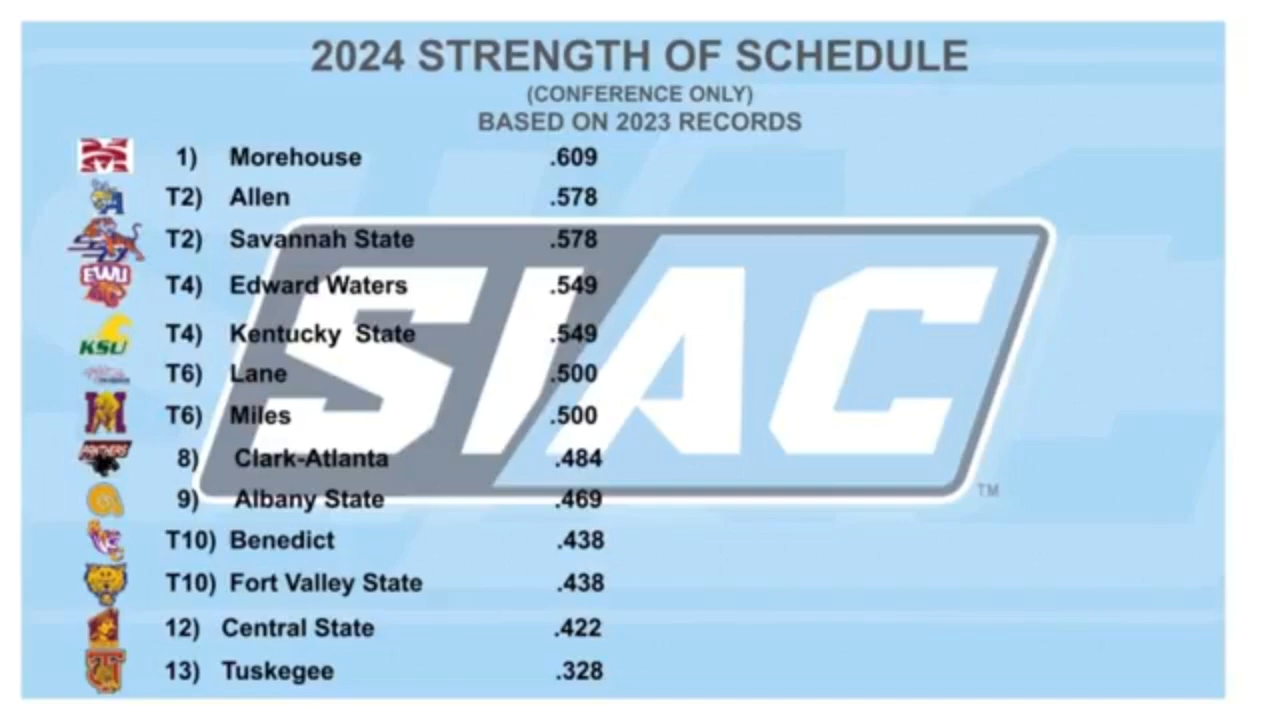 2024 STRENGTH OF SCHEDULE
(CONFERENCE ONLY)
BASED ON 2023 RECORDS
1) Morehouse .609
T2) Allen .578
T2) Savannah State .578
EWU
T4) Edward Waters .549
KSU
T4) Kentucky State .549
T6) Lane .500
T6) Miles .500
PANTHERS
8) Clark-Atlanta .484
9) Albany State .469
T10) Benedict .438
T10) Fort Valley State .438
12) Central State .422
13) Tuskegee .328
SIAC
TM